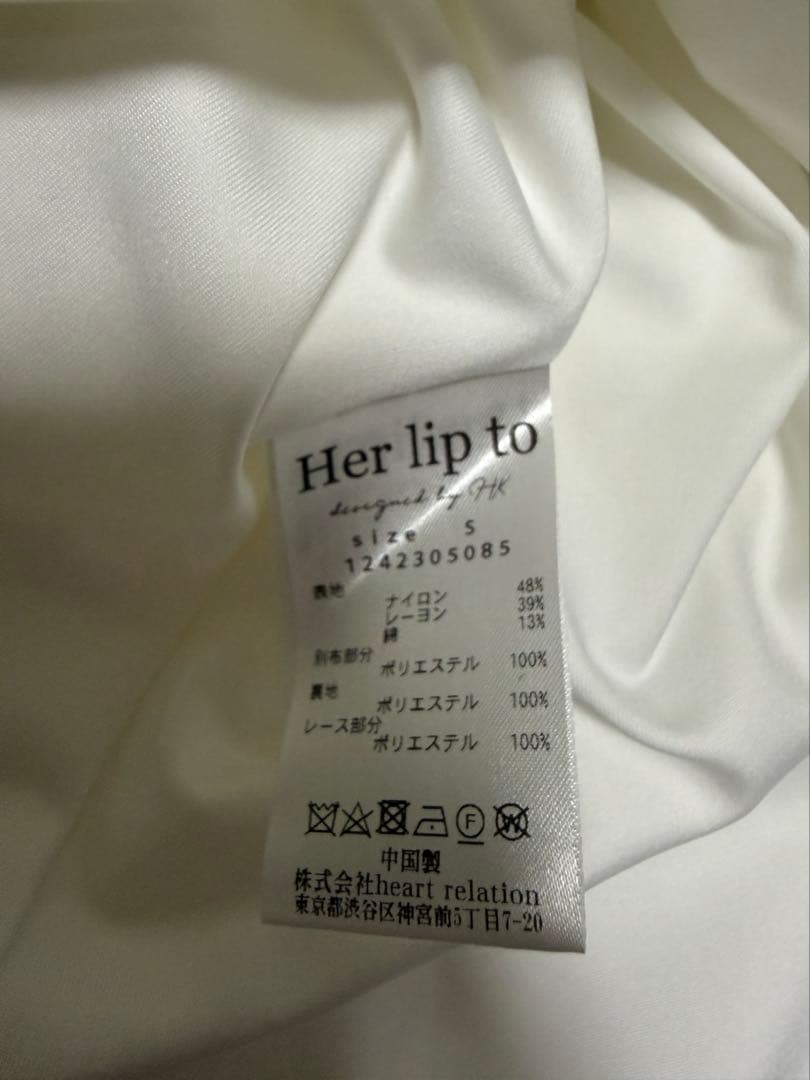 Her lip to
designed by HK
size S
1242305085
表地
ナイロン 48%
レーヨン 39%
綿 13%
別布部分
ポリエステル 100%
裏地
ポリエステル 100%
レース部分
ポリエステル 100%
F W
中国製
株式会社heart relation
東京都渋谷区神宮前5丁目7-20